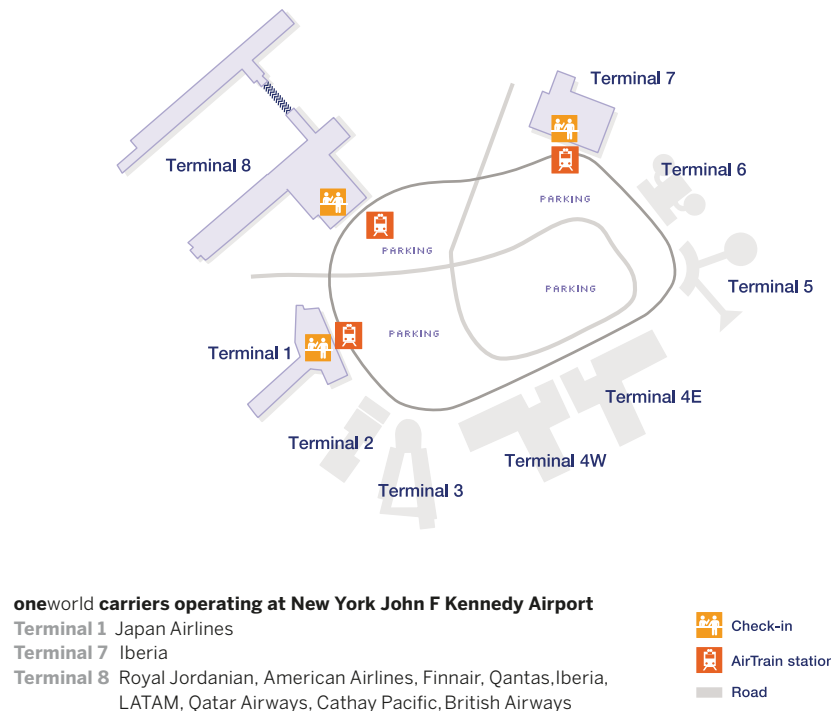 Terminal 7
Terminal 8
Terminal 6
PARKING
PARKING
Terminal 5
PARKING
PARKING
Terminal 1
Terminal 4E
Terminal 2
Terminal 4W
Terminal 3
oneworld carriers operating at New York John F Kennedy Airport
Terminal 1 Japan Airlines
Terminal 7 Iberia
Terminal 8 Royal Jordanian, American Airlines, Finnair, Qantas,Iberia,
LATAM, Qatar Airways, Cathay Pacific, British Airways
Check-in
AirTrain station
Road